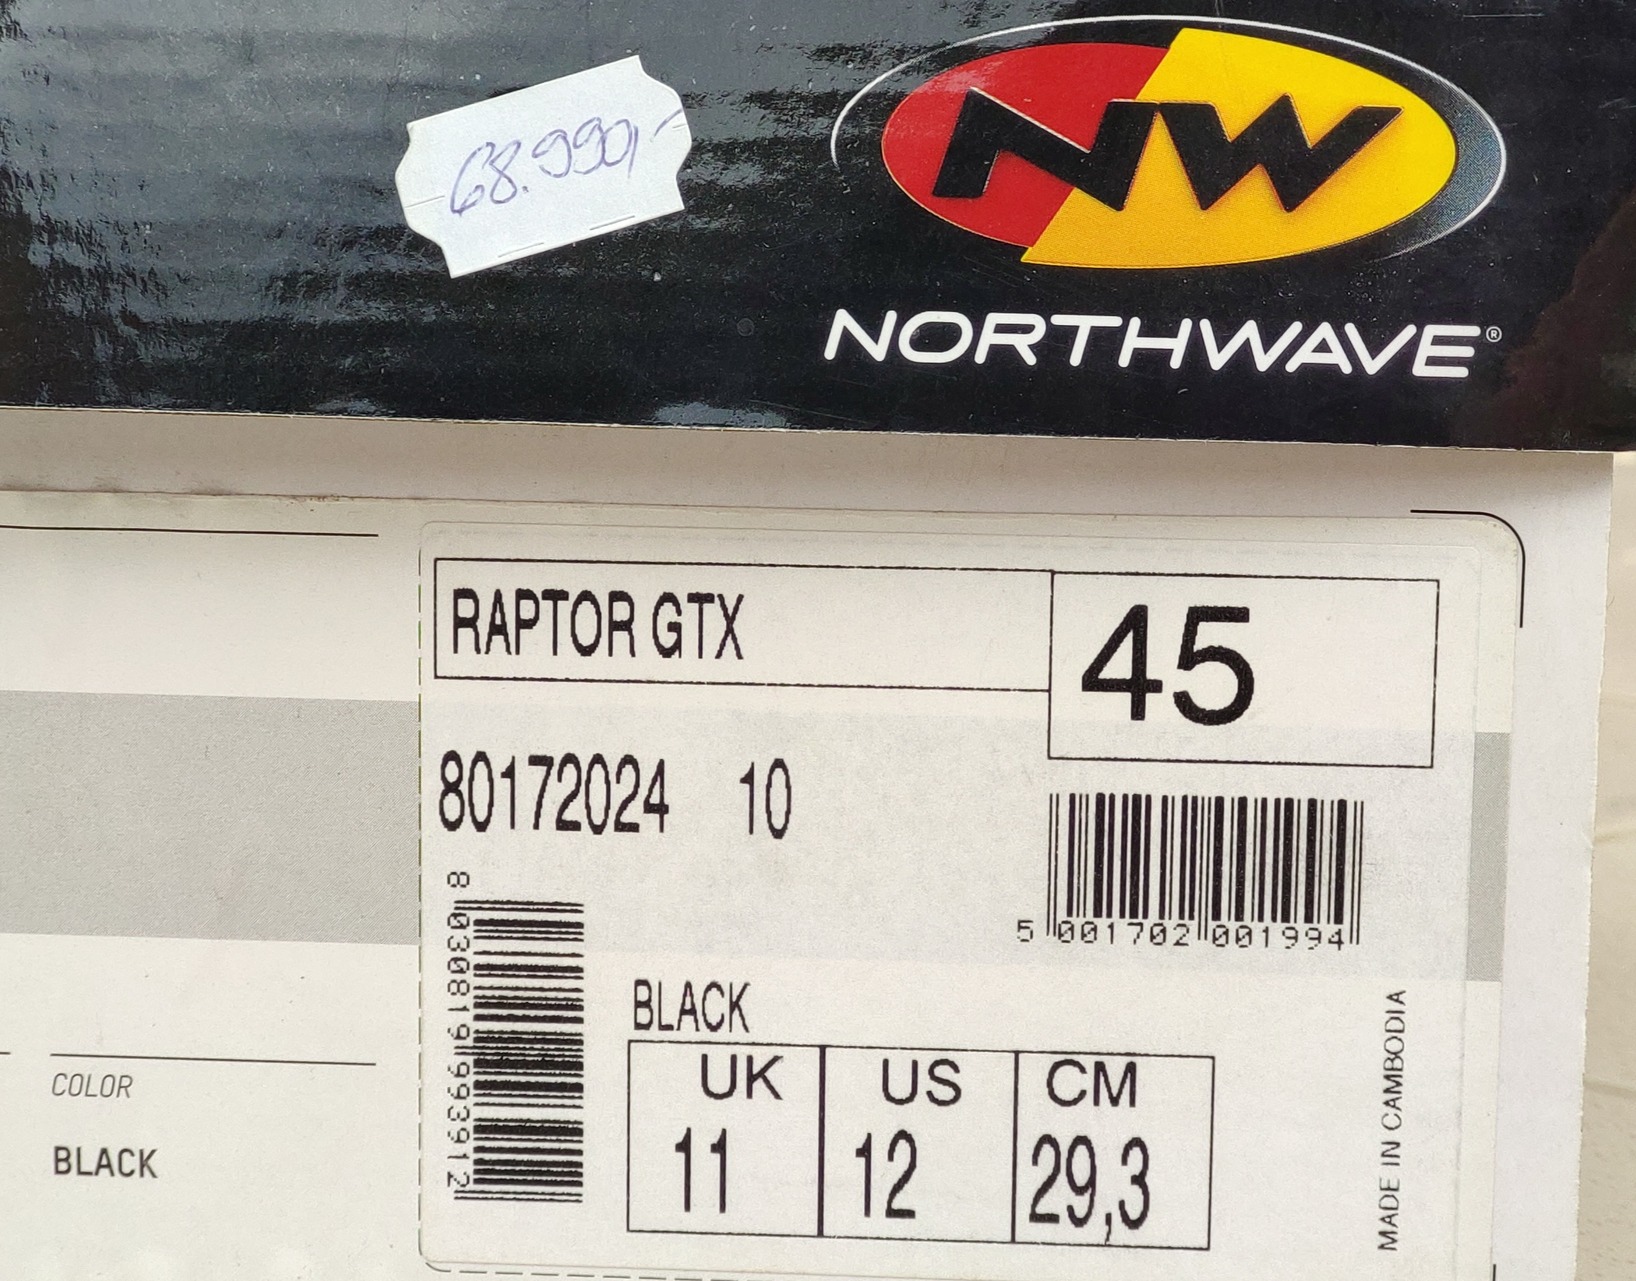 68.990,-
NW
NORTHWAVE®
RAPTOR GTX
45
80172024 10
5 001702 001994
8 030819 993912
BLACK
UK US CM
11 12 29,3
MADE IN CAMBODIA
COLOR
BLACK